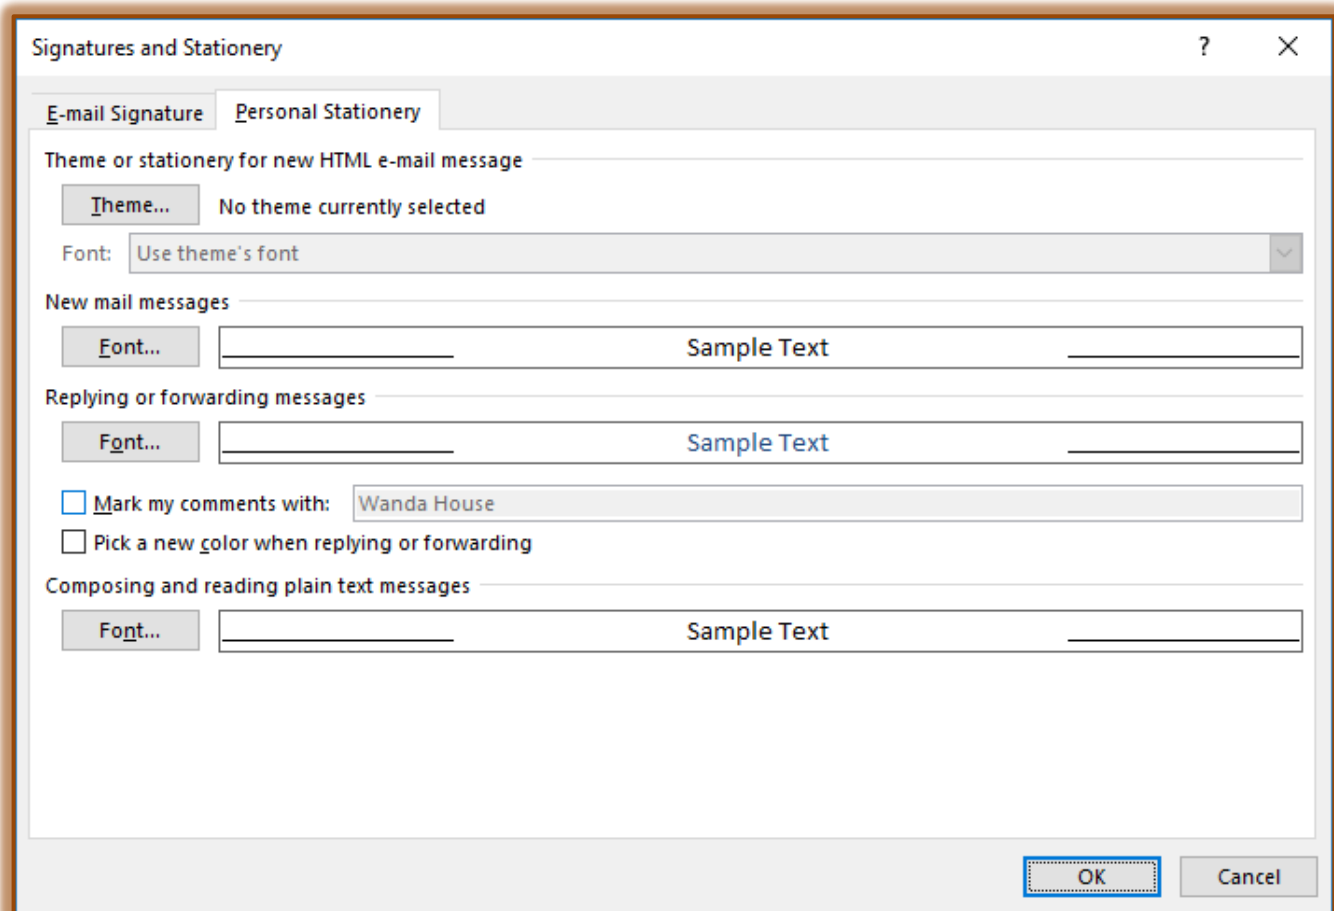 Signatures and Stationery ?
E-mail Signature Personal Stationery
Theme or stationery for new HTML e-mail message
Theme... No theme currently selected
Font: Use theme's font
New mail messages
Font... Sample Text
Replying or forwarding messages
Font... Sample Text
Mark my comments with: Wanda House
Pick a new color when replying or forwarding
Composing and reading plain text messages
Font... Sample Text
OK Cancel